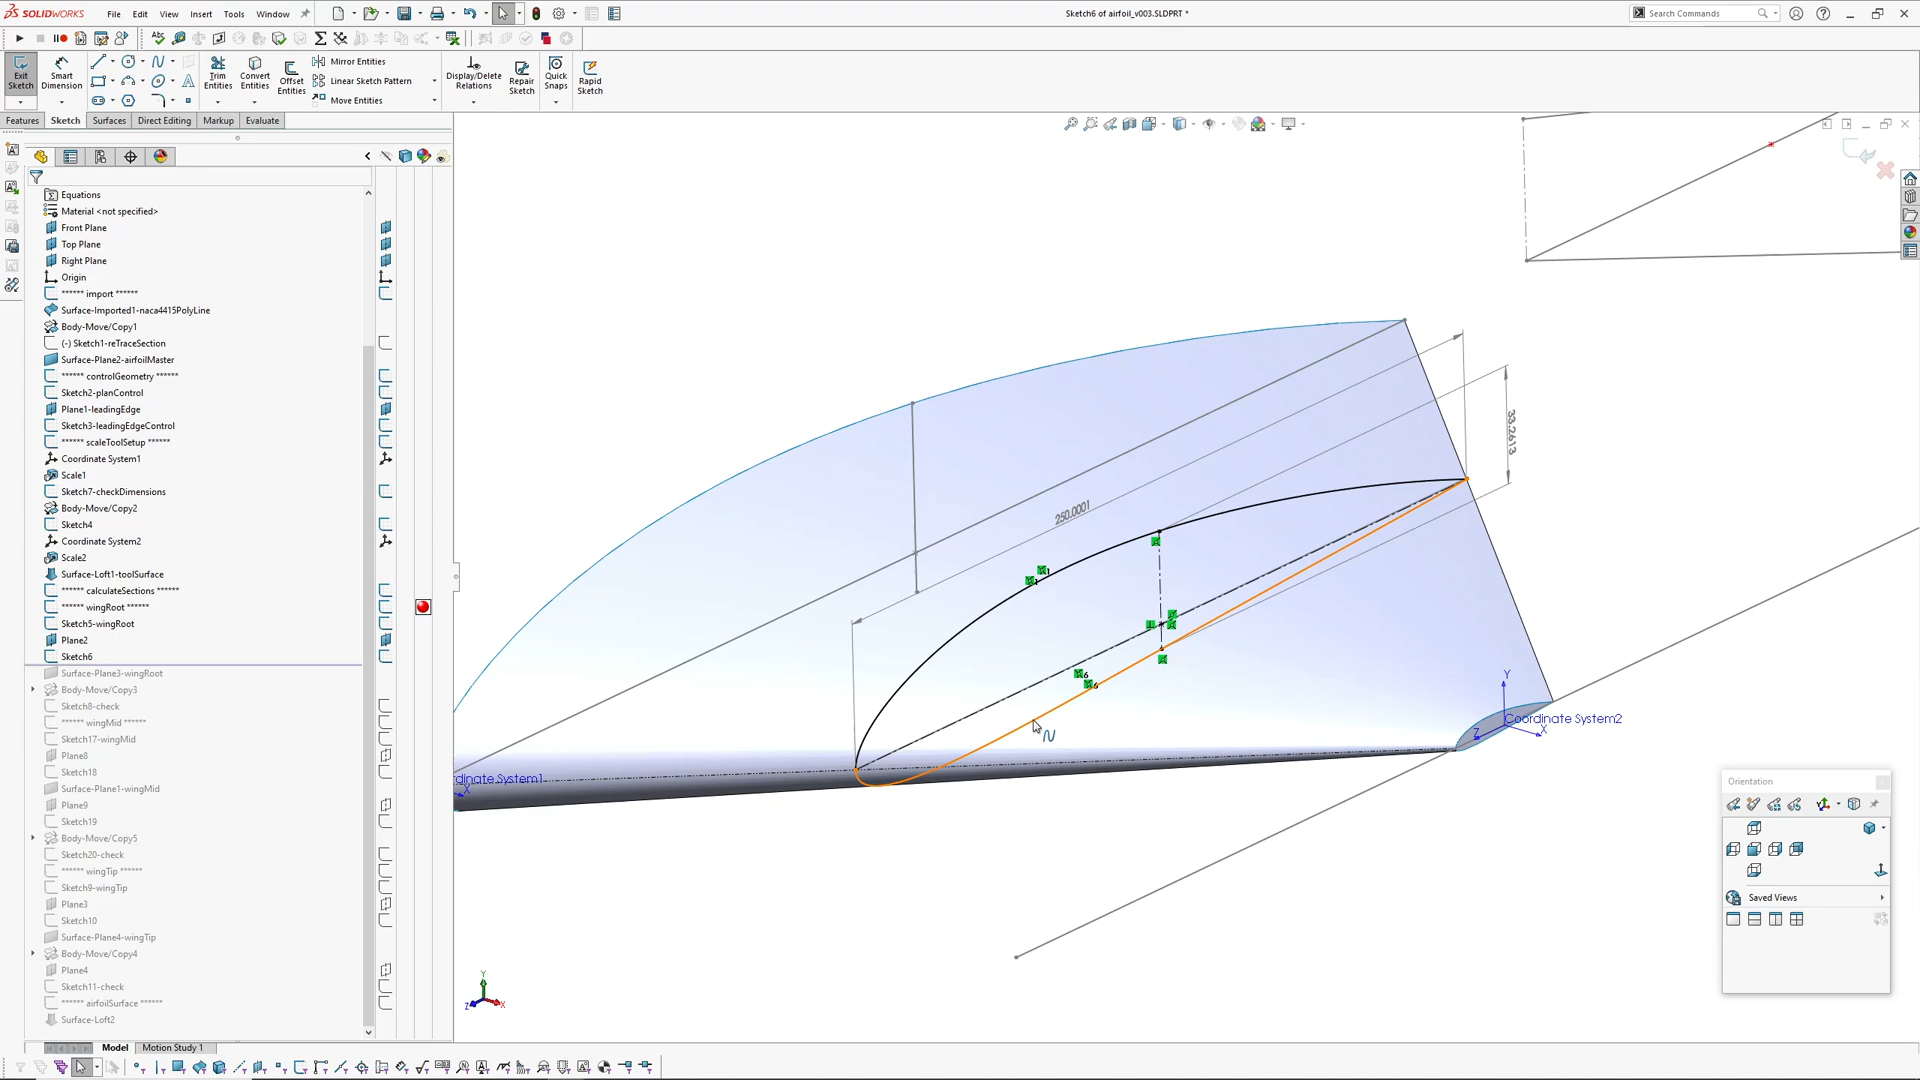 SOLIDWORKS File Edit View Insert Tools Window Sketch6 of airfoil_v003.SLDPRT * Search Commands
Exit Sketch Smart Dimension Trim Entities Convert Entities Offset Entities Mirror Entities Linear Sketch Pattern Move Entities Display/Delete Relations Repair Sketch Quick Snaps Rapid Sketch
Features Sketch Surfaces Direct Editing Markup Evaluate
Equations
Material <not specified>
Front Plane
Top Plane
Right Plane
Origin
****** import ******
Surface-Imported1-naca4415PolyLine
Body-Move/Copy1
(-) Sketch1-reTraceSection
Surface-Plane2-airfoilMaster
****** controlGeometry ******
Sketch2-planControl
Plane1-leadingEdge
Sketch3-leadingEdgeControl
****** scaleToolSetup ******
Coordinate System1
Scale1
Sketch7-checkDimensions
Body-Move/Copy2
Sketch4
Coordinate System2
Scale2
Surface-Loft1-toolSurface
****** calculateSections ******
****** wingRoot ******
Sketch5-wingRoot
Plane2
Sketch6
Surface-Plane3-wingRoot
Body-Move/Copy3
Sketch8-check
****** wingMid ******
Sketch17-wingMid
Plane8
Sketch18
Surface-Plane1-wingMid
Plane9
Sketch19
Body-Move/Copy5
Sketch20-check
****** wingTip ******
Sketch9-wingTip
Plane3
Sketch10
Surface-Plane4-wingTip
Body-Move/Copy4
Plane4
Sketch11-check
****** airfoilSurface ******
Surface-Loft2
250.0001
33.2613
1
6
6
Y
Coordinate System2
Z X
dinate System1
X
Y
Z X
Orientation
Saved Views
Model Motion Study 1